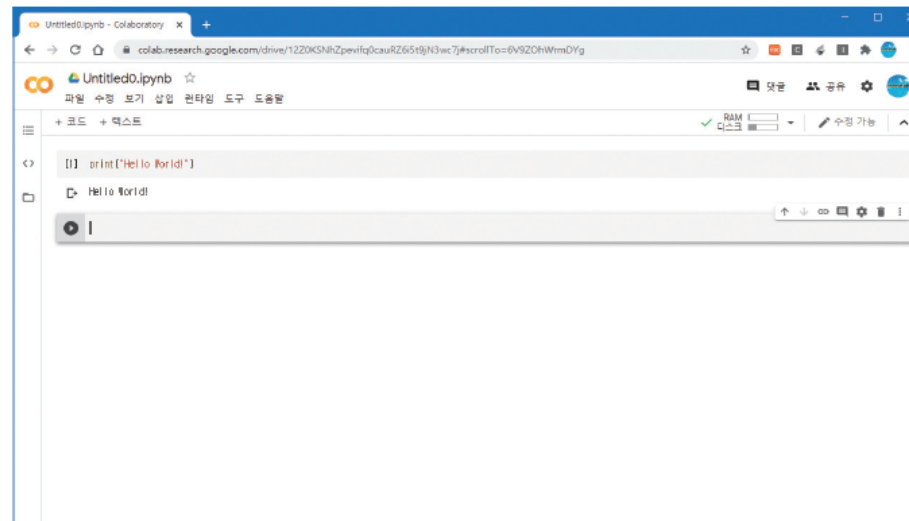 Untitled0.ipynb - Colaboratory
colab.research.google.com/drive/12Z0KSNhZpevifq0cauRZ6i5t9jN3wc7j#scrollTo=6V9ZOhWrmDYg
Untitled0.ipynb
댓글 공유
파일 수정 보기 삽입 런타임 도구 도움말
+ 코드 + 텍스트
RAM
디스크
수정 가능
[1] print("Hello World!")
Hello World!